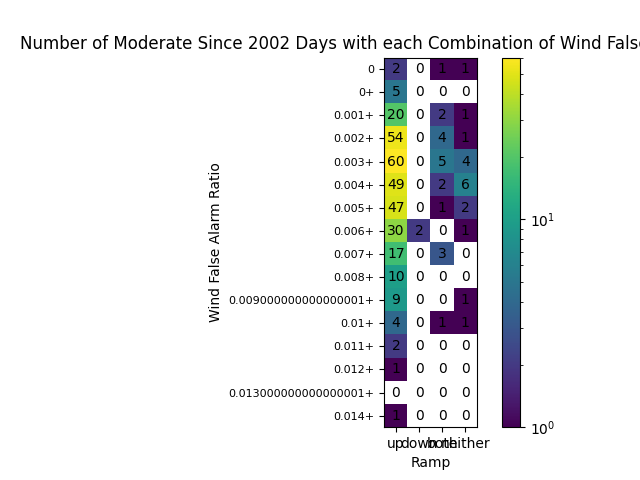 Number of Moderate Since 2002 Days with each Combination of Wind False
Wind False Alarm Ratio
0 2 0 1 1
0+ 5 0 0 0
0.001+ 20 0 2 1
0.002+ 54 0 4 1
0.003+ 60 0 5 4
0.004+ 49 0 2 6
0.005+ 47 0 1 2
0.006+ 30 2 0 1
0.007+ 17 0 3 0
0.008+ 10 0 0 0
0.009000000000000001+ 9 0 0 1
0.01+ 4 0 1 1
0.011+ 2 0 0 0
0.012+ 1 0 0 0
0.013000000000000001+ 0 0 0 0
0.014+ 1 0 0 0
up down both neither
Ramp
10¹
10⁰